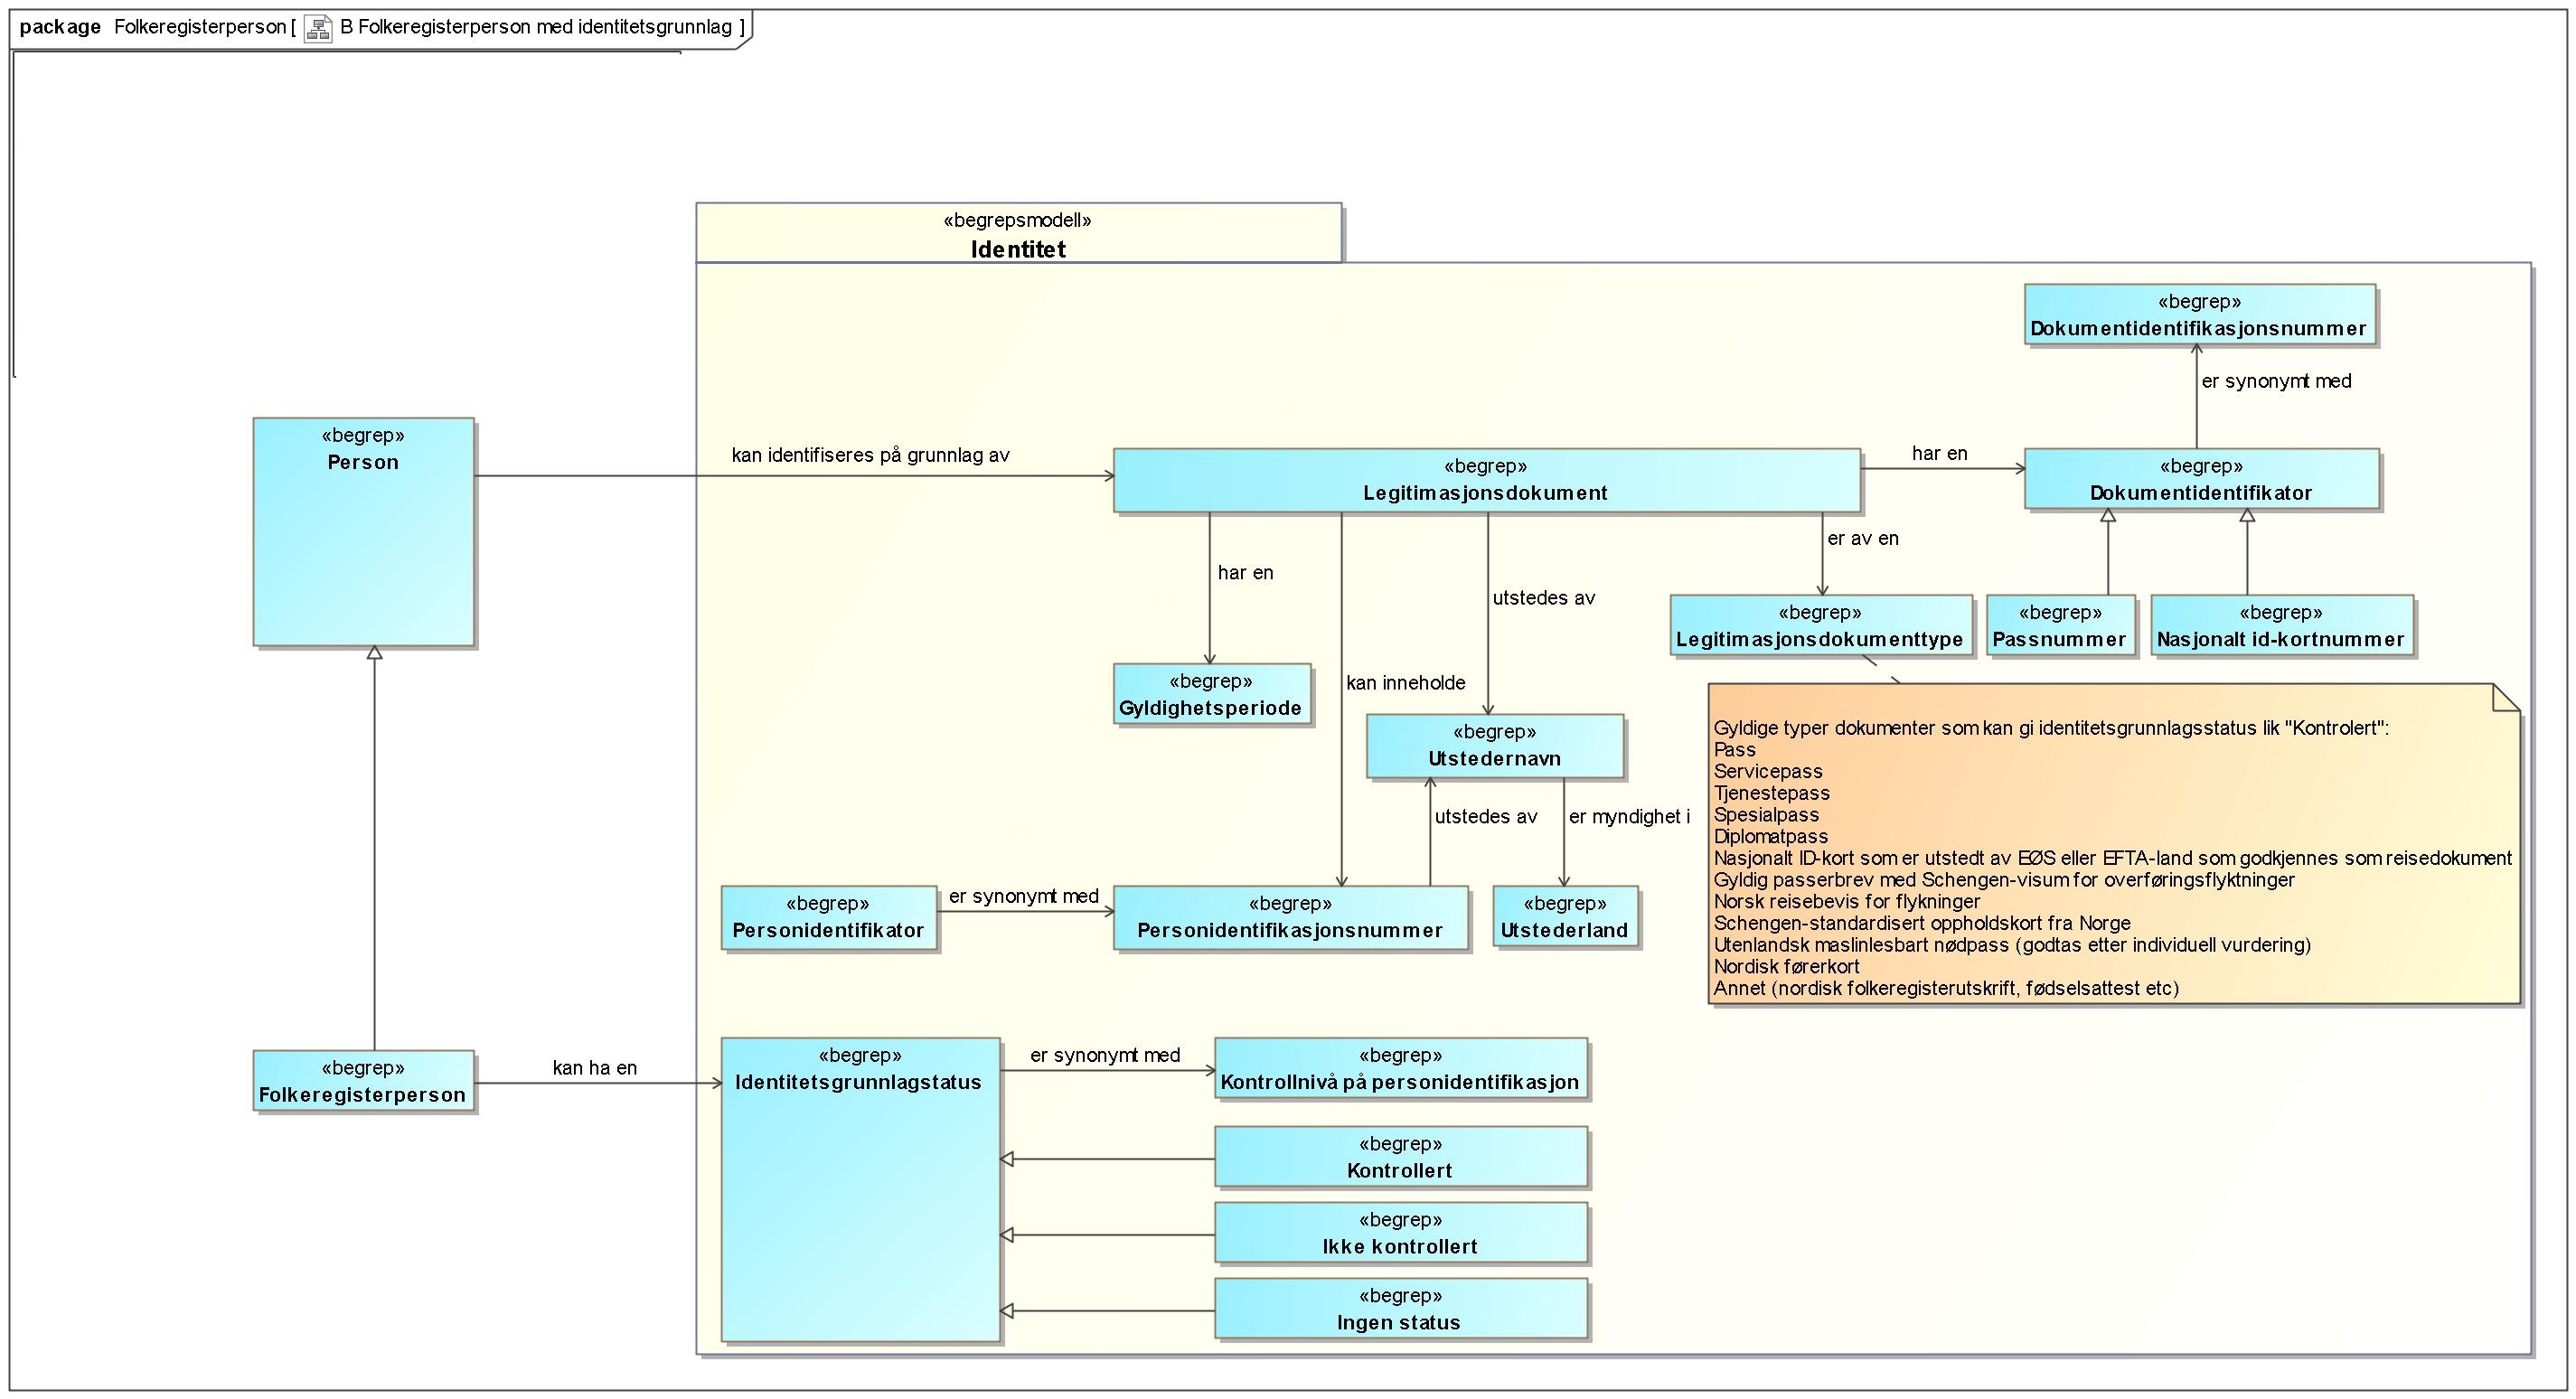 package Folkeregisterperson [ B Folkeregisterperson med identitetsgrunnlag ]
«begrepsmodell»
Identitet
«begrep»
Dokumentidentifikasjonsnummer
er synonymt med
«begrep»
Person
kan identifiseres på grunnlag av
«begrep»
Legitimasjonsdokument
har en
«begrep»
Dokumentidentifikator
har en
utstedes av
er av en
kan inneholde
«begrep»
Legitimasjonsdokumenttype
«begrep»
Passnummer
«begrep»
Nasjonalt id-kortnummer
«begrep»
Gyldighetsperiode
«begrep»
Utstedernavn
utstedes av
er myndighet i
Gyldige typer dokumenter som kan gi identitetsgrunnlagsstatus lik "Kontrolert":
Pass
Servicepass
Tjenestepass
Spesialpass
Diplomatpass
Nasjonalt ID-kort som er utstedt av EØS eller EFTA-land som godkjennes som reisedokument
Gyldig passerbrev med Schengen-visum for overføringsflyktninger
Norsk reisebevis for flykninger
Schengen-standardisert oppholdskort fra Norge
Utenlandsk maslinlesbart nødpass (godtas etter individuell vurdering)
Nordisk førerkort
Annet (nordisk folkeregisterutskrift, fødselsattest etc)
«begrep»
Personidentifikator
er synonymt med
«begrep»
Personidentifikasjonsnummer
«begrep»
Utstederland
«begrep»
Folkeregisterperson
kan ha en
«begrep»
Identitetsgrunnlagstatus
er synonymt med
«begrep»
Kontrollnivå på personidentifikasjon
«begrep»
Kontrollert
«begrep»
Ikke kontrollert
«begrep»
Ingen status